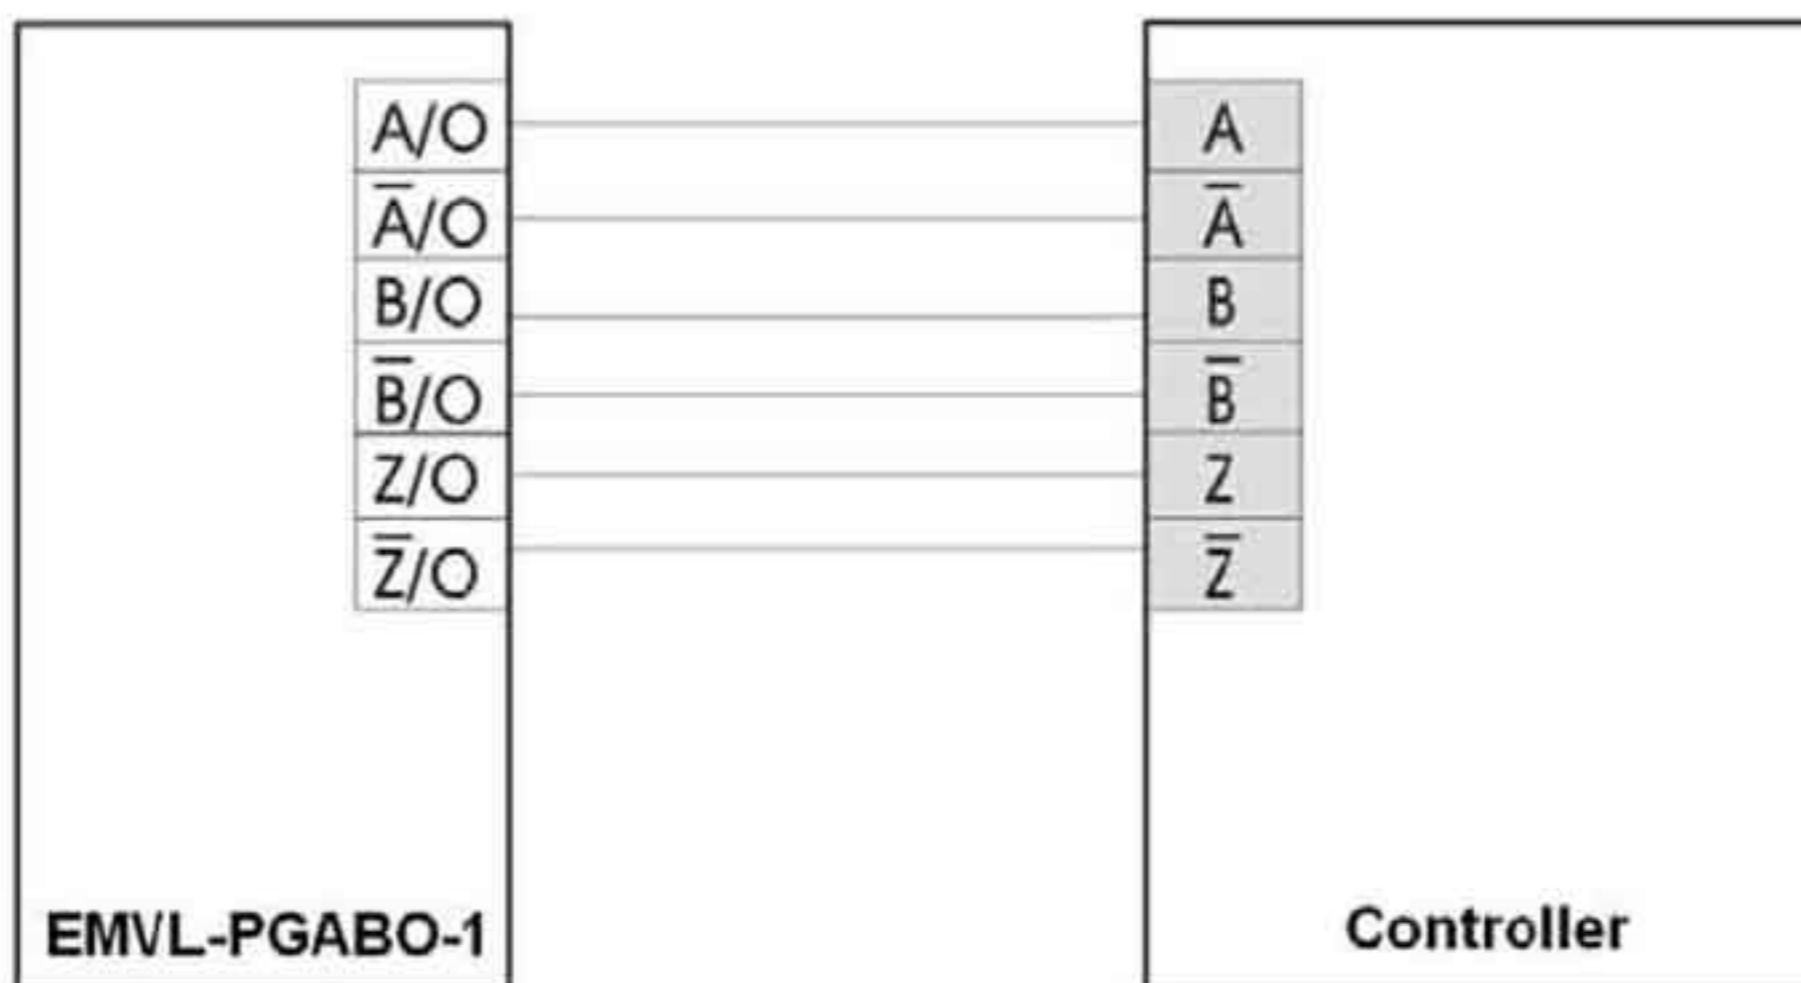 A/O A
A̅/O A̅
B/O B
B̅/O B̅
Z/O Z
Z̅/O Z̅
EMVL-PGABO-1 Controller